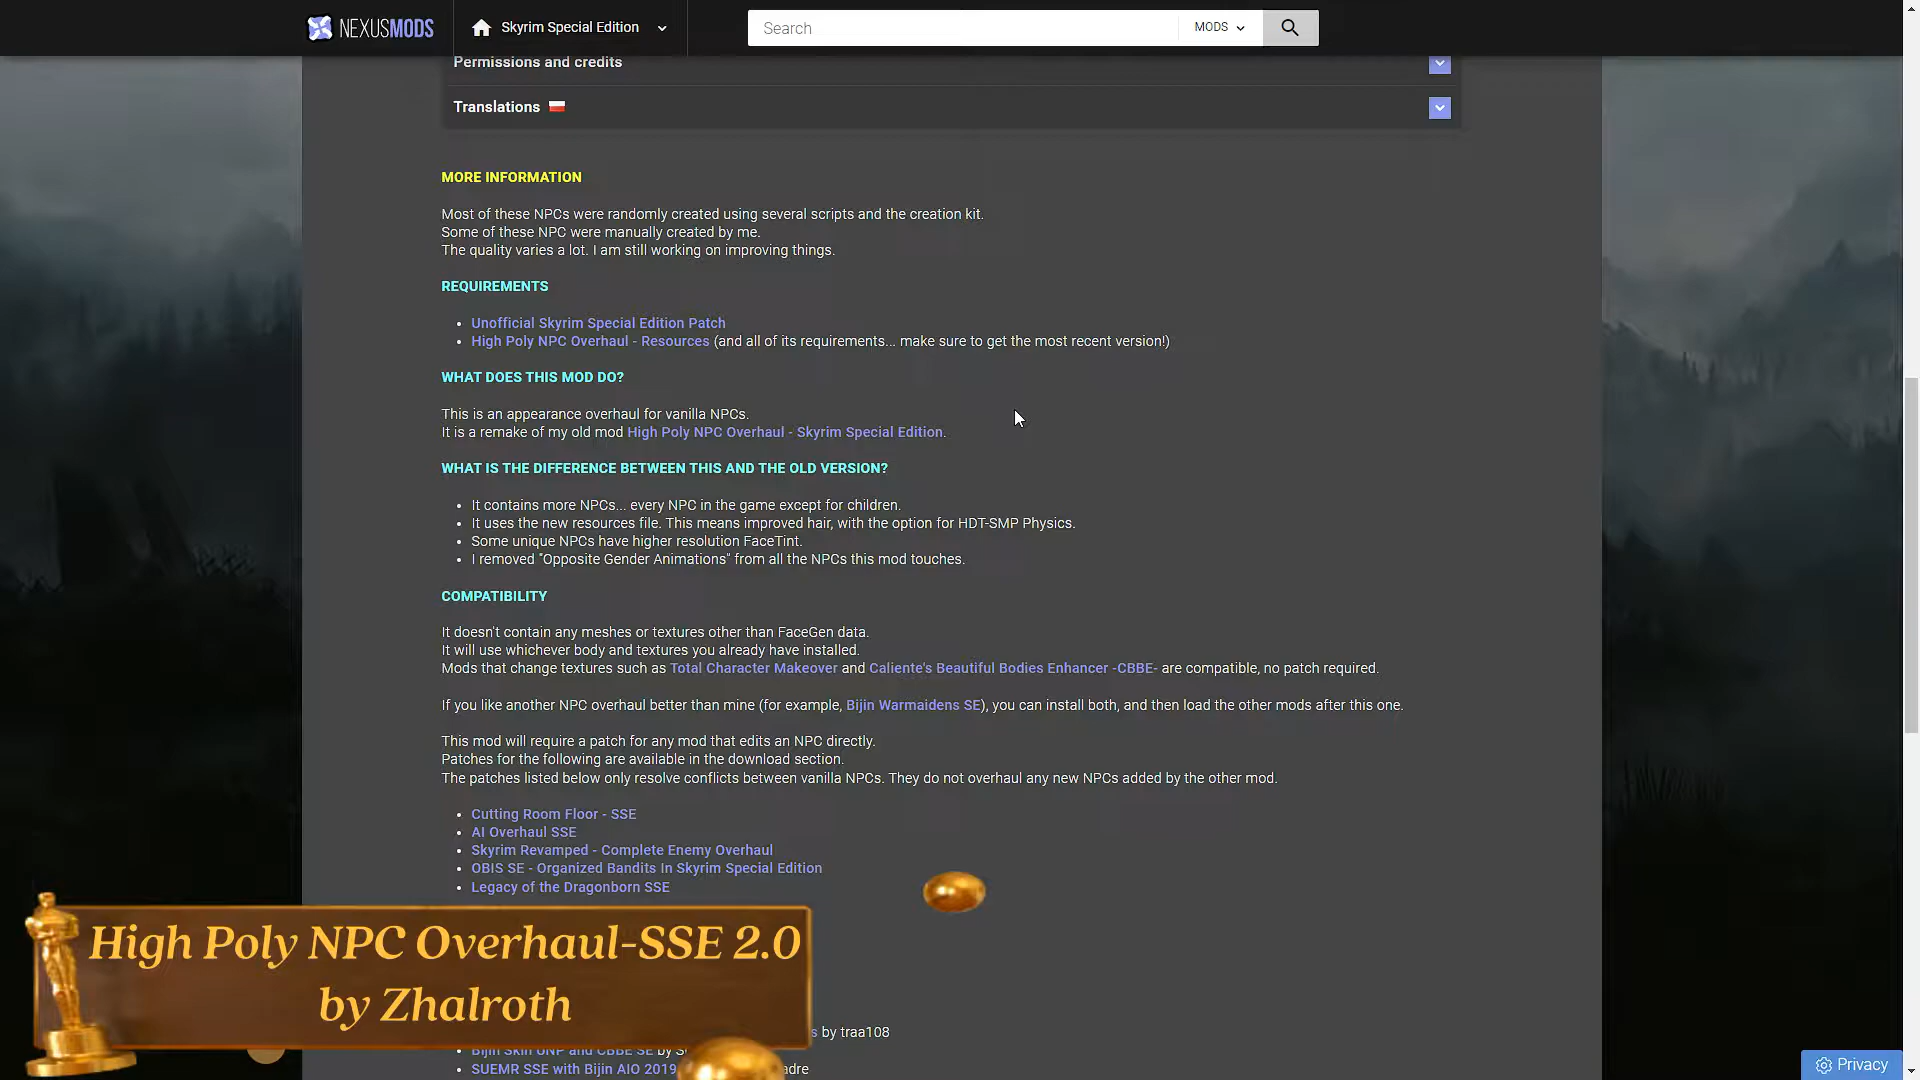 NEXUSMODS
Skyrim Special Edition
Search
MODS
Permissions and credits
Translations
MORE INFORMATION
Most of these NPCs were randomly created using several scripts and the creation kit.
Some of these NPC were manually created by me.
The quality varies a lot. I am still working on improving things.
REQUIREMENTS
• Unofficial Skyrim Special Edition Patch
• High Poly NPC Overhaul - Resources (and all of its requirements... make sure to get the most recent version!)
WHAT DOES THIS MOD DO?
This is an appearance overhaul for vanilla NPCs.
It is a remake of my old mod High Poly NPC Overhaul - Skyrim Special Edition.
WHAT IS THE DIFFERENCE BETWEEN THIS AND THE OLD VERSION?
• It contains more NPCs... every NPC in the game except for children.
• It uses the new resources file. This means improved hair, with the option for HDT-SMP Physics.
• Some unique NPCs have higher resolution FaceTint.
• I removed "Opposite Gender Animations" from all the NPCs this mod touches.
COMPATIBILITY
It doesn't contain any meshes or textures other than FaceGen data.
It will use whichever body and textures you already have installed.
Mods that change textures such as Total Character Makeover and Caliente's Beautiful Bodies Enhancer -CBBE- are compatible, no patch required.
If you like another NPC overhaul better than mine (for example, Bijin Warmaidens SE), you can install both, and then load the other mods after this one.
This mod will require a patch for any mod that edits an NPC directly.
Patches for the following are available in the download section.
The patches listed below only resolve conflicts between vanilla NPCs. They do not overhaul any new NPCs added by the other mod.
• Cutting Room Floor - SSE
• AI Overhaul SSE
• Skyrim Revamped - Complete Enemy Overhaul
• OBIS SE - Organized Bandits In Skyrim Special Edition
• Legacy of the Dragonborn SSE
High Poly NPC Overhaul-SSE 2.0
by Zhalroth
by traa108
Bijin Skin UNP and CBBE SE by
SUEMR SSE with Bijin AIO 2019
Privacy